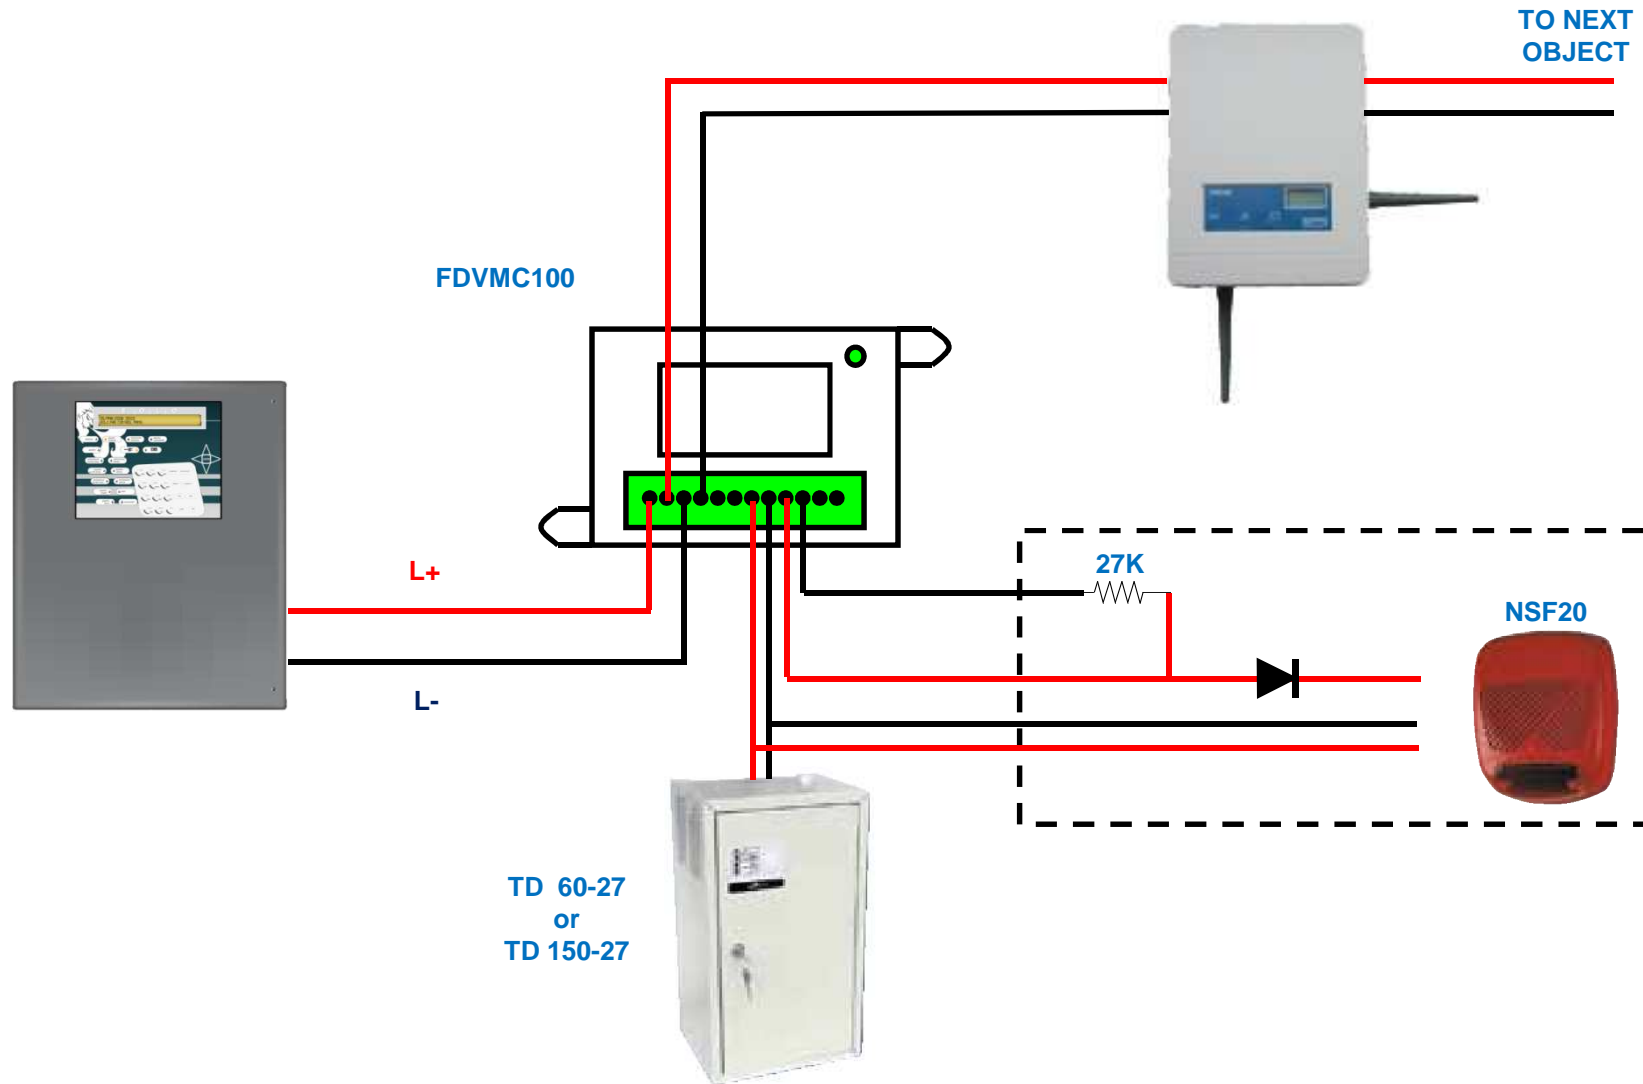 TO NEXT
OBJECT
FDVMC100
L+
27K
NSF20
L-
TD 60-27
or
TD 150-27